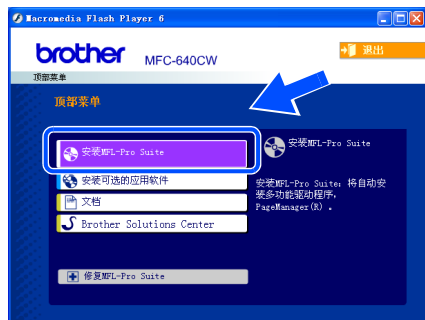 Macromedia Flash Player 6
brother
MFC-640CW
退出
顶部菜单
顶部菜单
安装MFL-Pro Suite
安装可选的应用软件
文档
Brother Solutions Center
修复MFL-Pro Suite
安装MFL-Pro Suite
安装MFL-Pro Suite：将自动安
装多功能驱动程序，
PageManager(R) 。